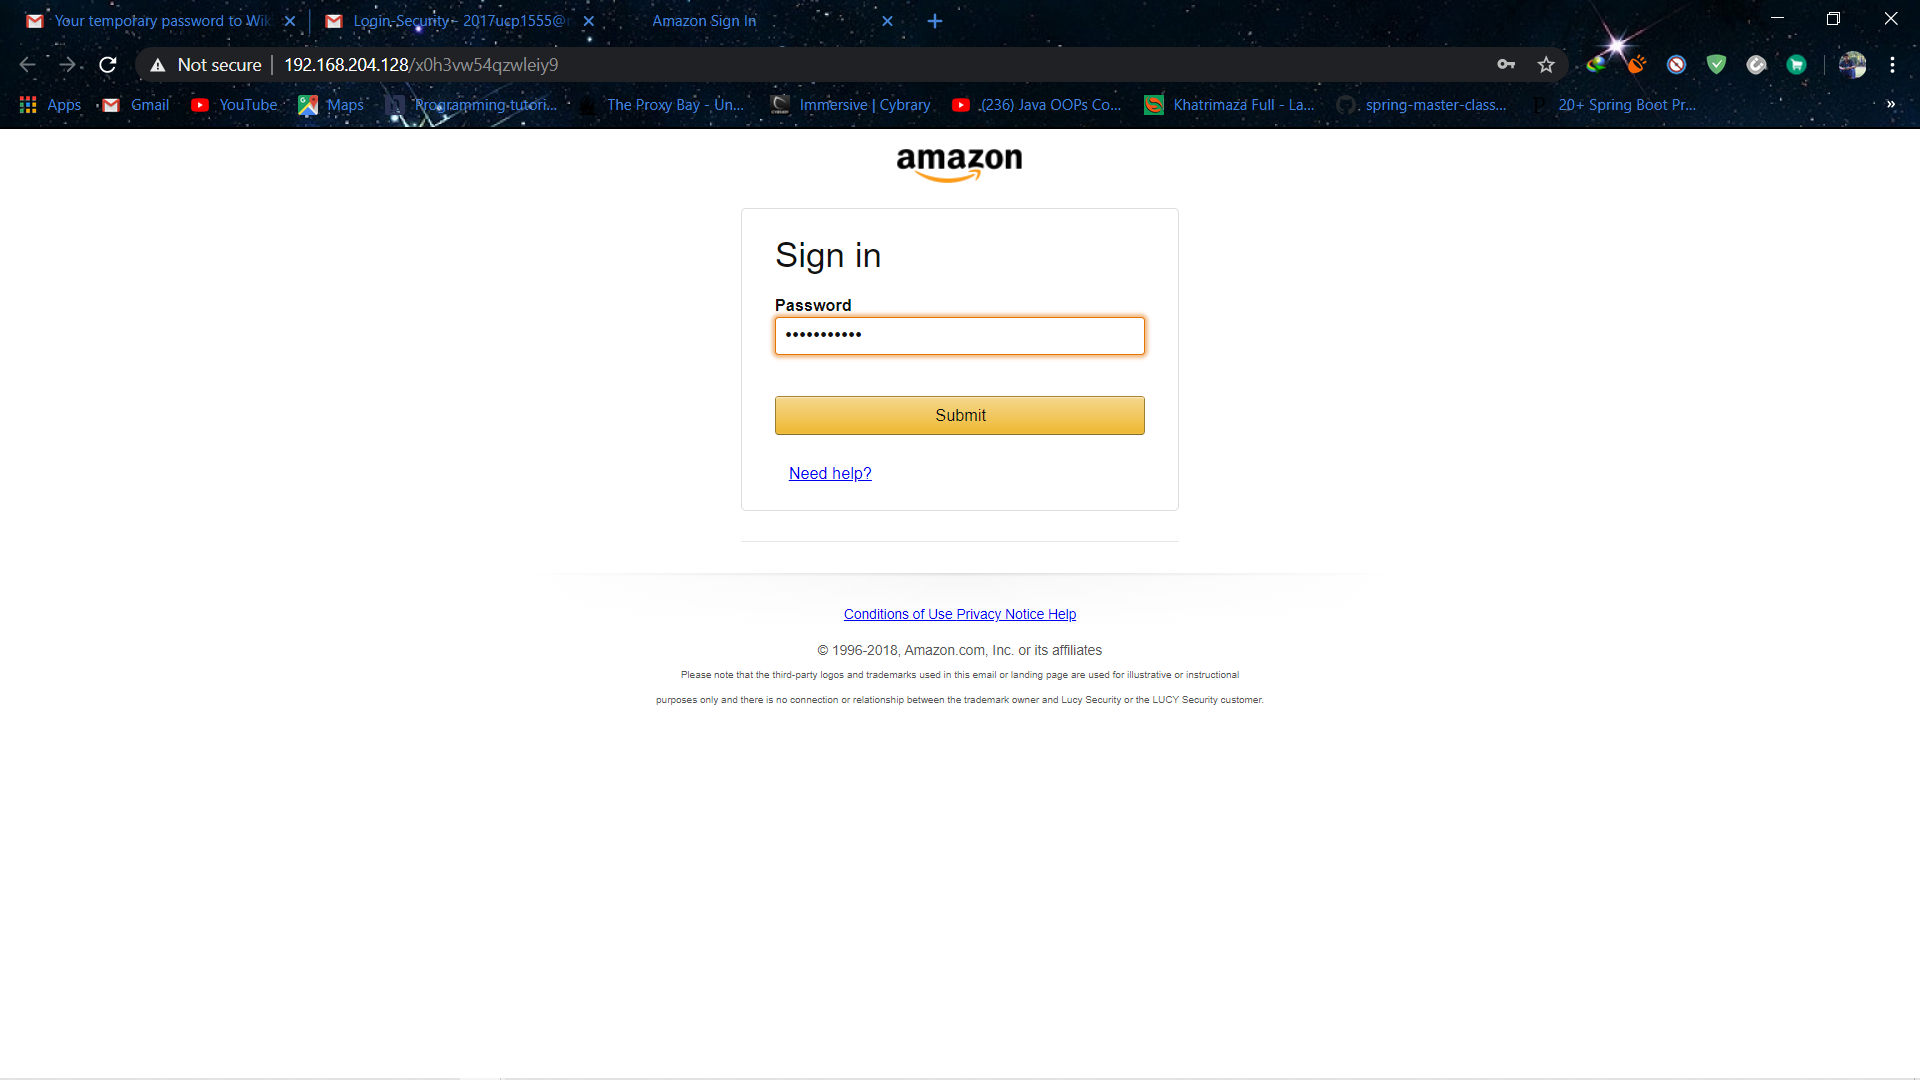 Your temporary password to Wik
Login-Security - 2017ucp1555@
Amazon Sign In
Not secure | 192.168.204.128/x0h3vw54qzwleiy9
Apps Gmail YouTube Maps Programming-tutori... The Proxy Bay - Un... Immersive | Cybrary (236) Java OOPs Co... Khatrimaza Full - La... spring-master-class... 20+ Spring Boot Pr... »
amazon
Sign in
Password
•••••••••••
Submit
Need help?
Conditions of Use Privacy Notice Help
© 1996-2018, Amazon.com, Inc. or its affiliates
Please note that the third-party logos and trademarks used in this email or landing page are used for illustrative or instructional
purposes only and there is no connection or relationship between the trademark owner and Lucy Security or the LUCY Security customer.